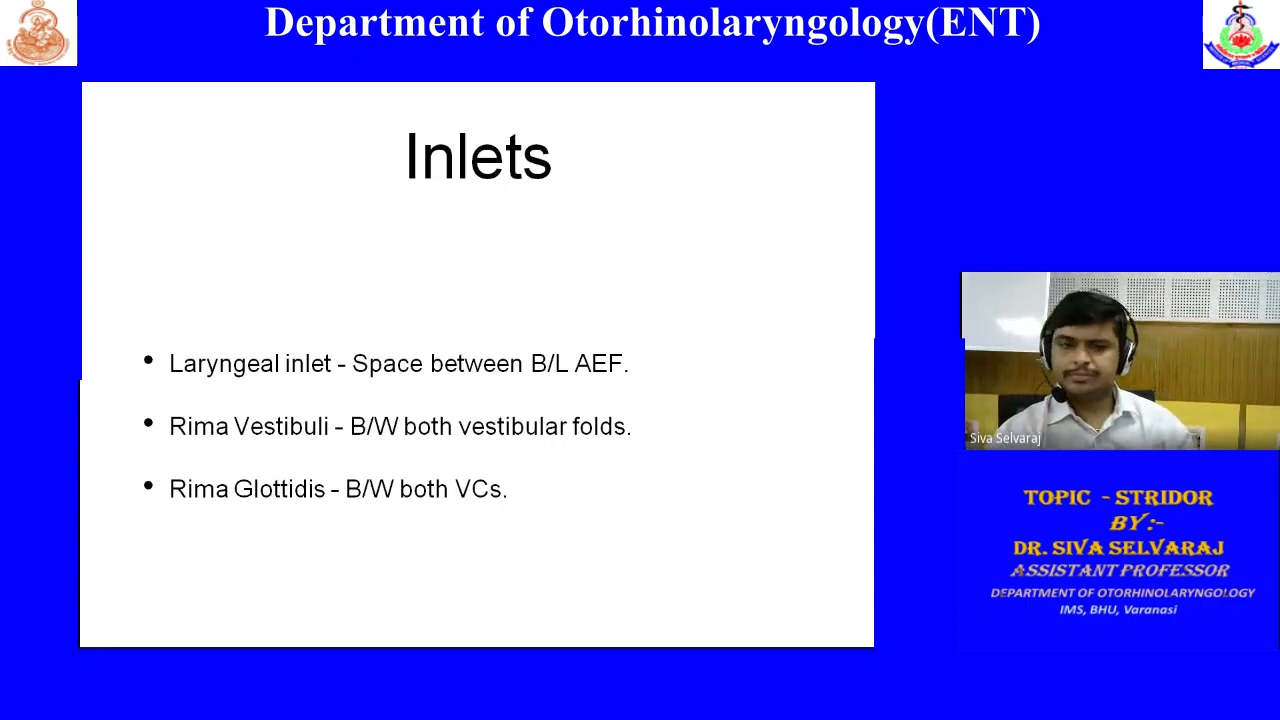 Department of Otorhinolaryngology(ENT)
Inlets
• Laryngeal inlet - Space between B/L AEF.
• Rima Vestibuli - B/W both vestibular folds.
• Rima Glottidis - B/W both VCs.
Siva Selvaraj
TOPIC - STRIDOR
BY:-
DR. SIVA SELVARAJ
ASSISTANT PROFESSOR
DEPARTMENT OF OTORHINOLARYNGOLOGY
IMS, BHU, Varanasi